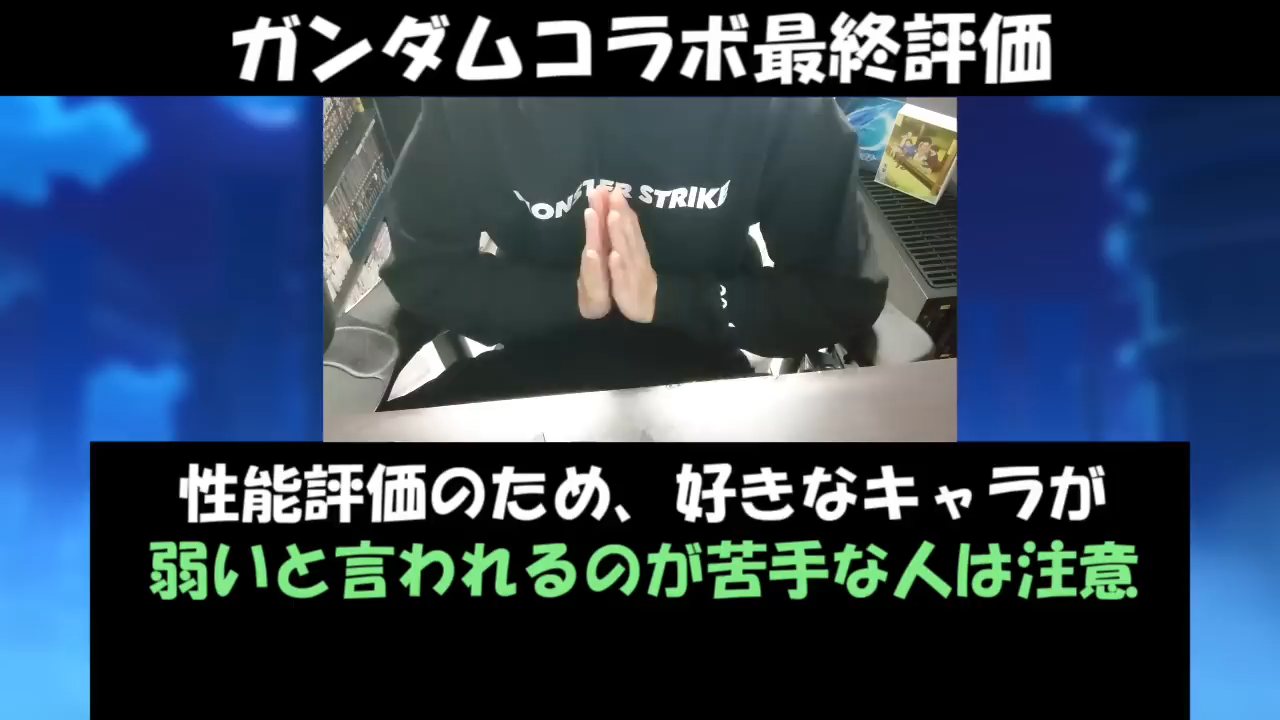 ガンダムコラボ最終評価
MONSTER STRIKE
性能評価のため、好きなキャラが
弱いと言われるのが苦手な人は注意